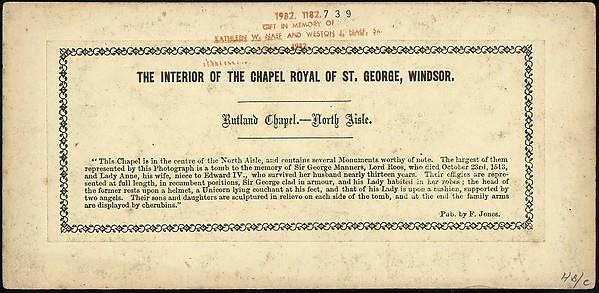 1982.1182.739
GIFT IN MEMORY OF
KATHLEEN W. NAEF AND WESTON J. NAEF, SR.
1982
THE INTERIOR OF THE CHAPEL ROYAL OF ST. GEORGE, WINDSOR.
Rutland Chapel.—North Aisle.
"This Chapel is in the centre of the North Aisle, and contains several Monuments worthy of note. The largest of them
represented by this Photograph is a tomb to the memory of Sir George Manners, Lord Roos, who died October 23rd, 1513,
and Lady Anne, his wife, niece to Edward IV., who survived her husband nearly thirteen years. Their effigies are repre-
sented at full length, in recumbent positions, Sir George clad in armour, and his Lady habited in her robes; the head of
the former rests upon a helmet, a Unicorn lying couchant at his feet, and that of his Lady is upon a cushion, supported by
two angels. Their sons and daughters are sculptured in relievo on each side of the tomb, and at the end the family arms
are displayed by cherubims."
Pub. by F. Jones.
48/c